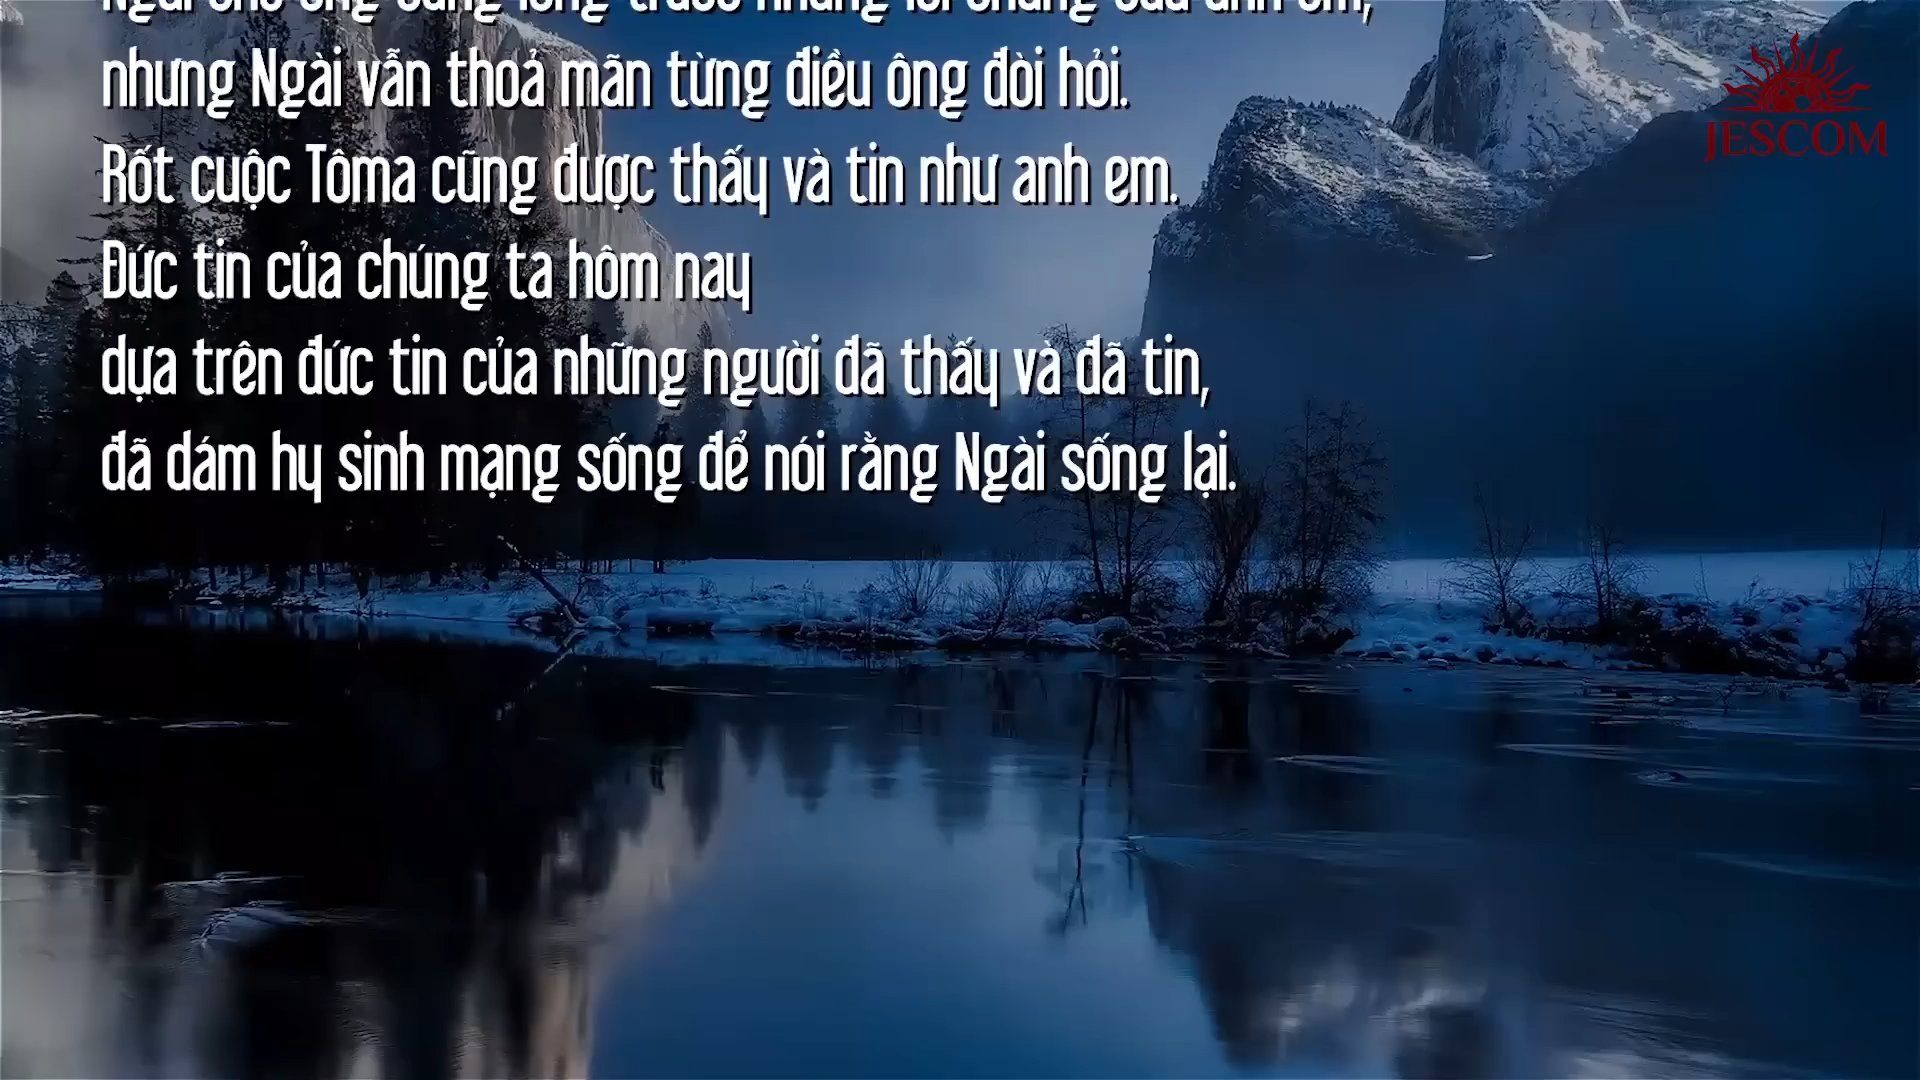 nhưng Ngài vẫn thoả mãn từng điều ông đòi hỏi.
Rốt cuộc Tôma cũng được thấy và tin như anh em.
Đức tin của chúng ta hôm nay
dựa trên đức tin của những người đã thấy và đã tin,
đã dám hy sinh mạng sống để nói rằng Ngài sống lại.
JESCOM